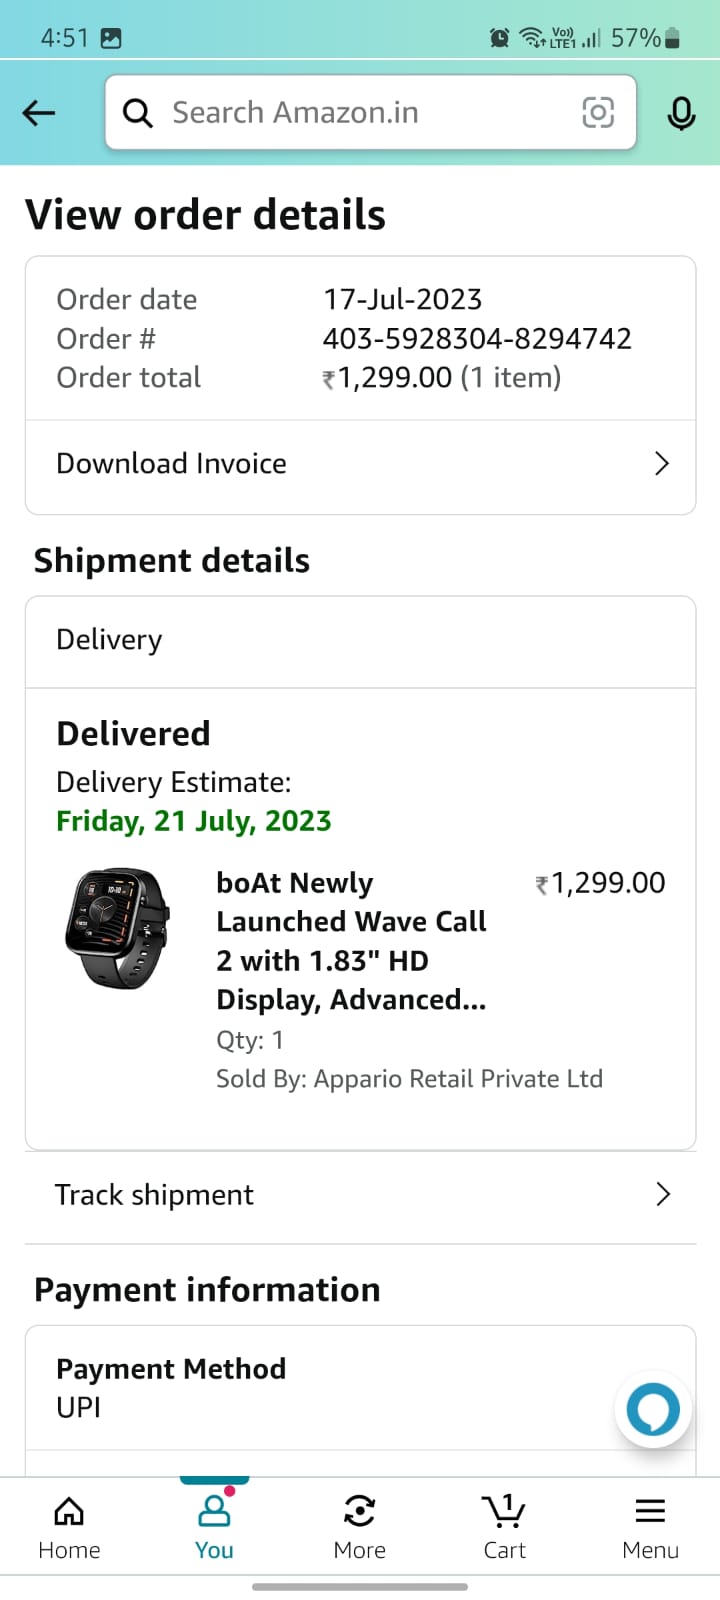 4:51
Vo))
LTE1
57%
Search Amazon.in
View order details
Order date 17-Jul-2023
Order # 403-5928304-8294742
Order total ₹1,299.00 (1 item)
Download Invoice
Shipment details
Delivery
Delivered
Delivery Estimate:
Friday, 21 July, 2023
boAt Newly ₹1,299.00
Launched Wave Call
2 with 1.83" HD
Display, Advanced...
Qty: 1
Sold By: Appario Retail Private Ltd
Track shipment
Payment information
Payment Method
UPI
1
Home You More Cart Menu